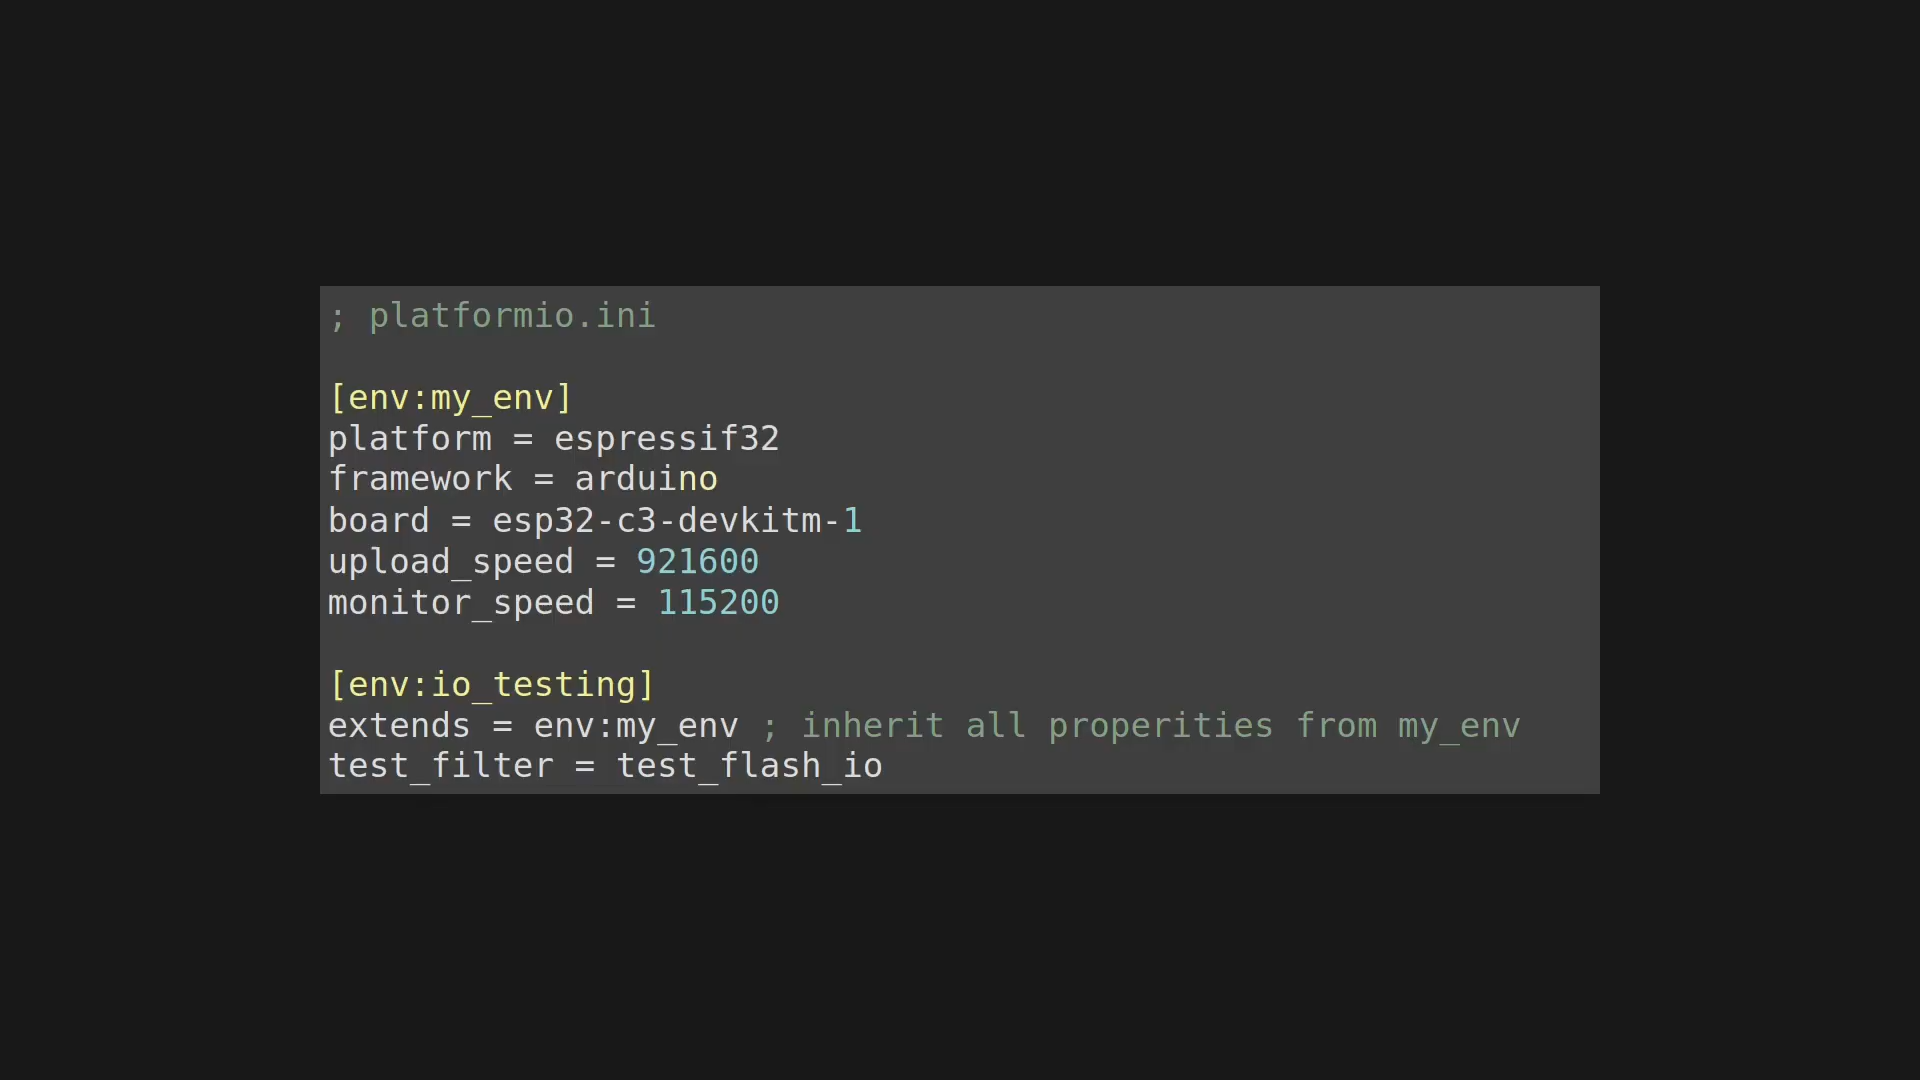 ; platformio.ini
[env:my_env]
platform = espressif32
framework = arduino
board = esp32-c3-devkitm-1
upload_speed = 921600
monitor_speed = 115200
[env:io_testing]
extends = env:my_env ; inherit all properities from my_env
test_filter = test_flash_io